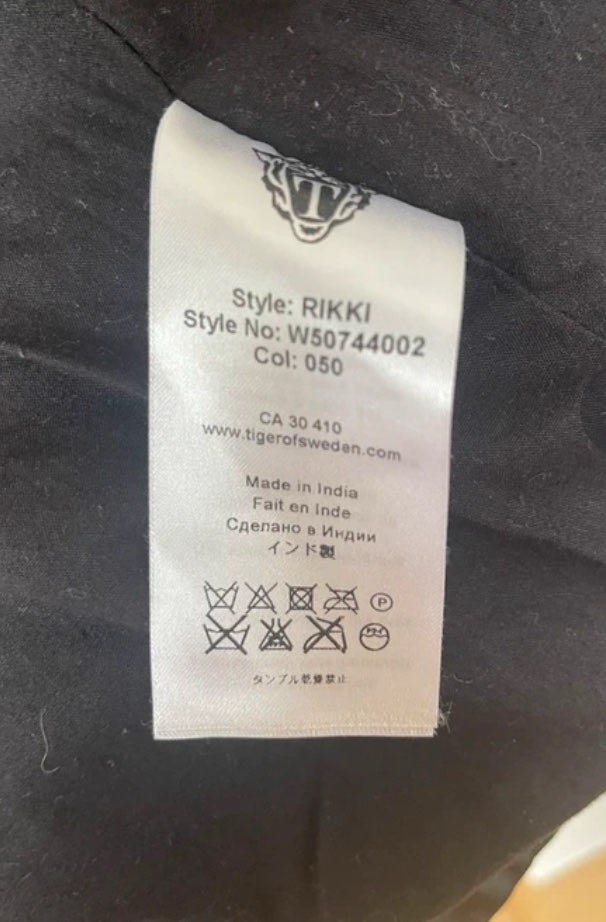 T
Style: RIKKI
Style No: W50744002
Col: 050
CA 30 410
www.tigerofsweden.com
Made in India
Fait en Inde
Сделано в Индии
インド製
P
タンブル乾燥禁止